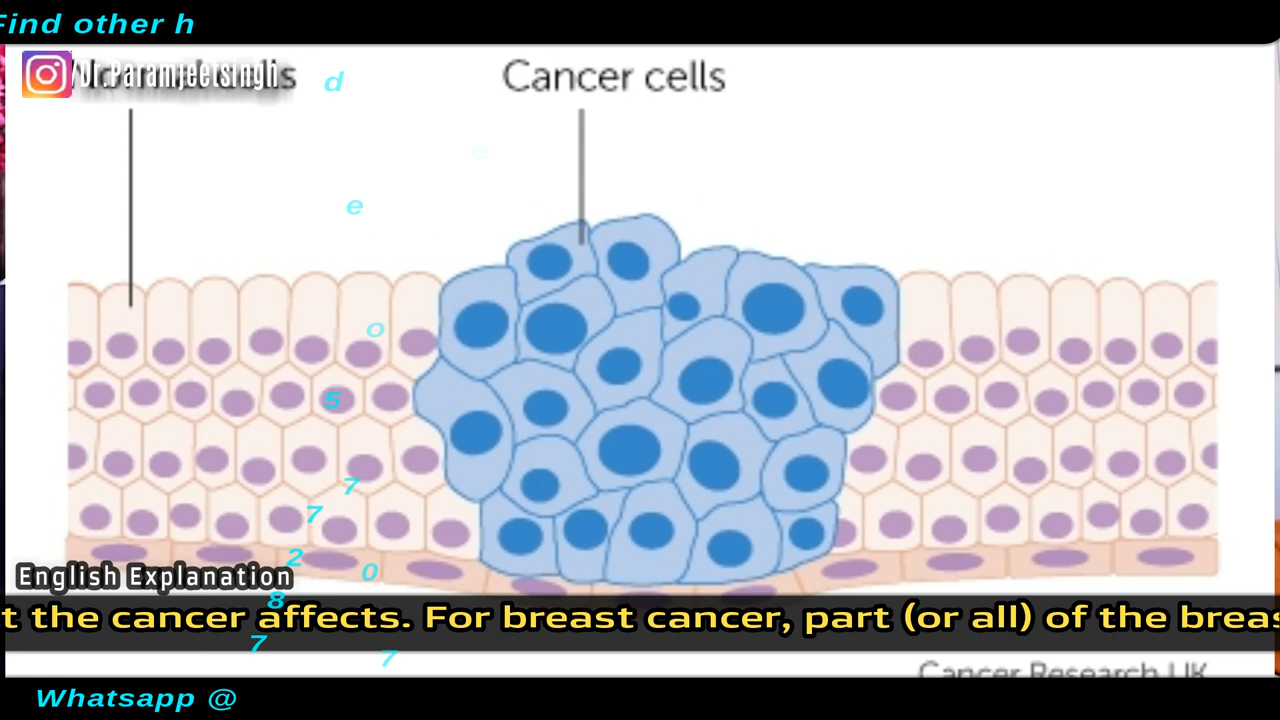 Find other h
Dr.Paramjeetsingh
Cancer cells
English Explanation
t the cancer affects. For breast cancer, part (or all) of the breas
Cancer Research UK
Whatsapp @